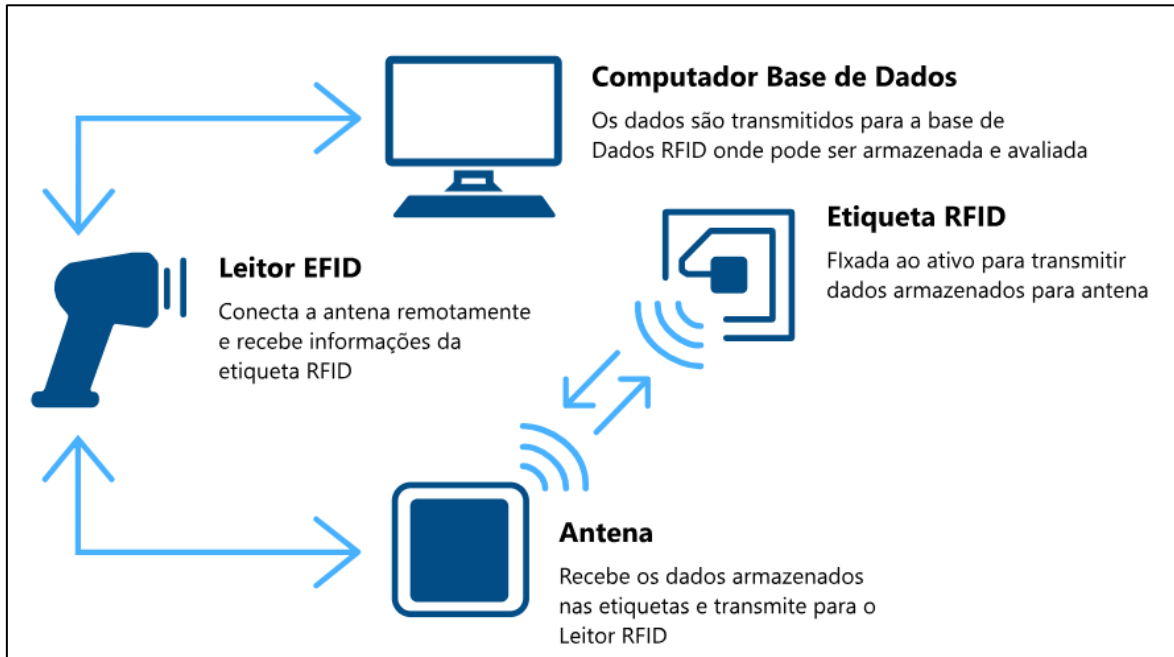 Computador Base de Dados
Os dados são transmitidos para a base de
Dados RFID onde pode ser armazenada e avaliada
Etiqueta RFID
FIxada ao ativo para transmitir
dados armazenados para antena
Leitor EFID
Conecta a antena remotamente
e recebe informações da
etiqueta RFID
Antena
Recebe os dados armazenados
nas etiquetas e transmite para o
Leitor RFID